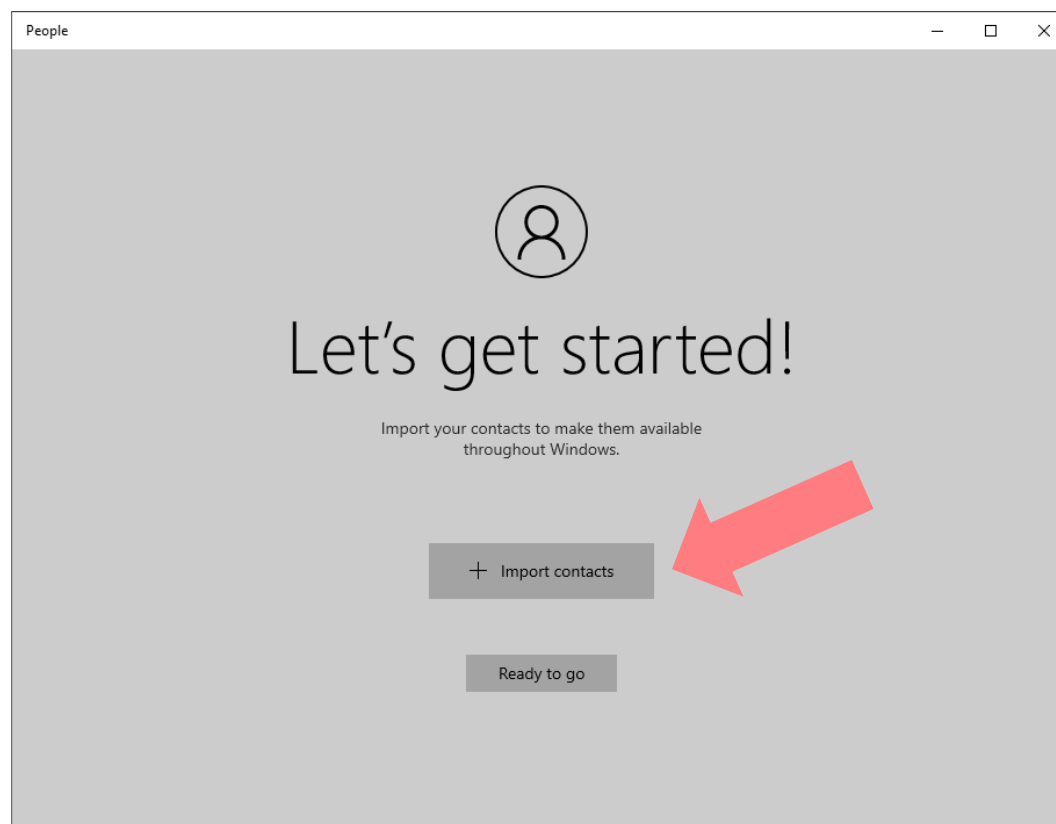 People
Let's get started!
Import your contacts to make them available
throughout Windows.
Import contacts
Ready to go